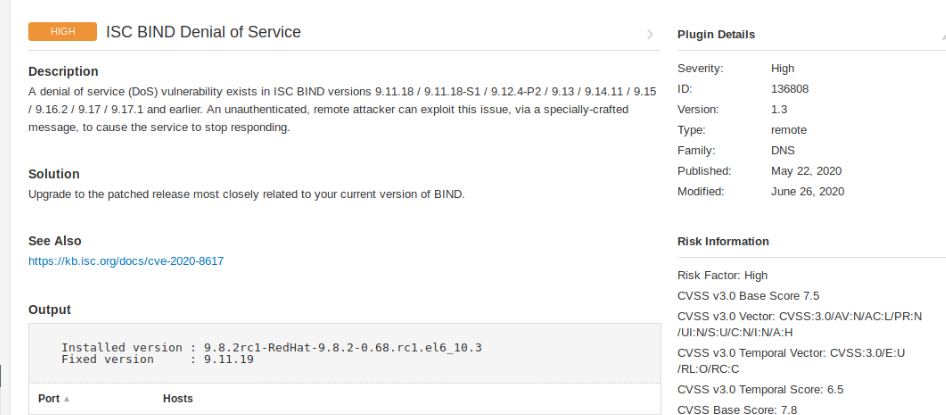 HIGH ISC BIND Denial of Service
Description
A denial of service (DoS) vulnerability exists in ISC BIND versions 9.11.18 / 9.11.18-S1 / 9.12.4-P2 / 9.13 / 9.14.11 / 9.15
/ 9.16.2 / 9.17 / 9.17.1 and earlier. An unauthenticated, remote attacker can exploit this issue, via a specially-crafted
message, to cause the service to stop responding.
Solution
Upgrade to the patched release most closely related to your current version of BIND.
See Also
https://kb.isc.org/docs/cve-2020-8617
Output
Installed version : 9.8.2rc1-RedHat-9.8.2-0.68.rc1.el6_10.3
Fixed version : 9.11.19
Port Hosts
Plugin Details
Severity: High
ID: 136808
Version: 1.3
Type: remote
Family: DNS
Published: May 22, 2020
Modified: June 26, 2020
Risk Information
Risk Factor: High
CVSS v3.0 Base Score 7.5
CVSS v3.0 Vector: CVSS:3.0/AV:N/AC:L/PR:N
/UI:N/S:U/C:N/I:N/A:H
CVSS v3.0 Temporal Vector: CVSS:3.0/E:U
/RL:O/RC:C
CVSS v3.0 Temporal Score: 6.5
CVSS Base Score: 7.8